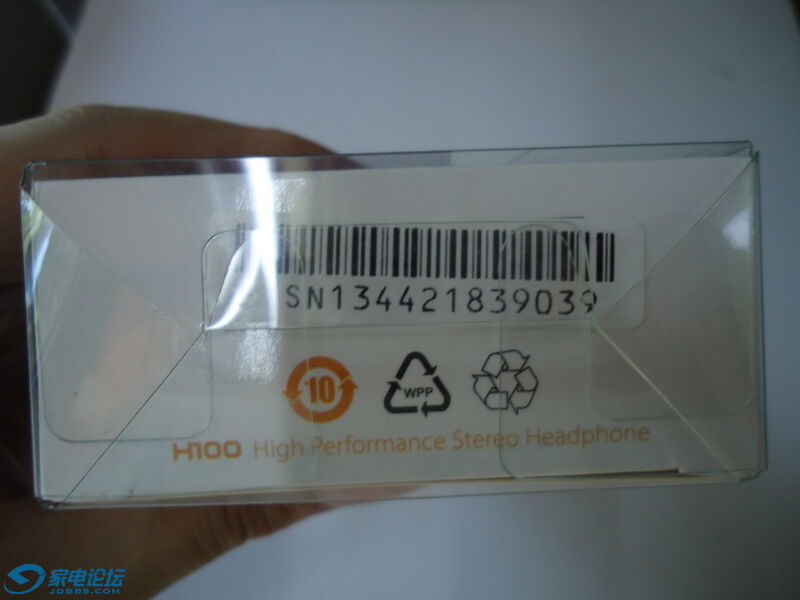 SN134421839039
10
WPP
H100 High Performance Stereo Headphone
家电论坛
JDBBS.COM